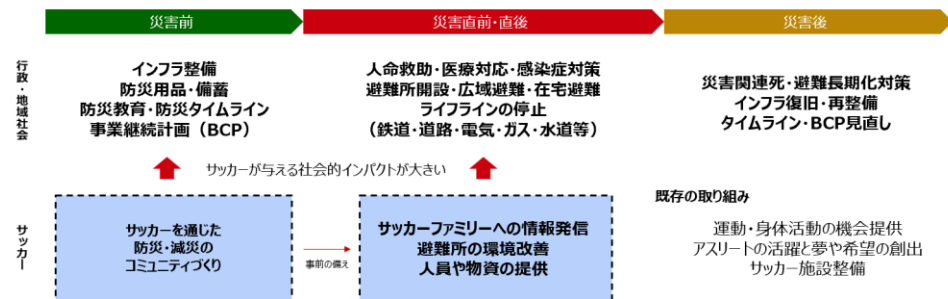 災害前
災害直前・直後
災害後
行政・地域社会
インフラ整備
防災用品・備蓄
防災教育・防災タイムライン
事業継続計画（BCP）
人命救助・医療対応・感染症対策
避難所開設・広域避難・在宅避難
ライフラインの停止
（鉄道・道路・電気・ガス・水道等）
災害関連死・避難長期化対策
インフラ復旧・再整備
タイムライン・BCP見直し
サッカーが与える社会的インパクトが大きい
サッカー
サッカーを通じた
防災・減災の
コミュニティづくり
事前の備え
サッカーファミリーへの情報発信
避難所の環境改善
人員や物資の提供
既存の取り組み
運動・身体活動の機会提供
アスリートの活躍と夢や希望の創出
サッカー施設整備